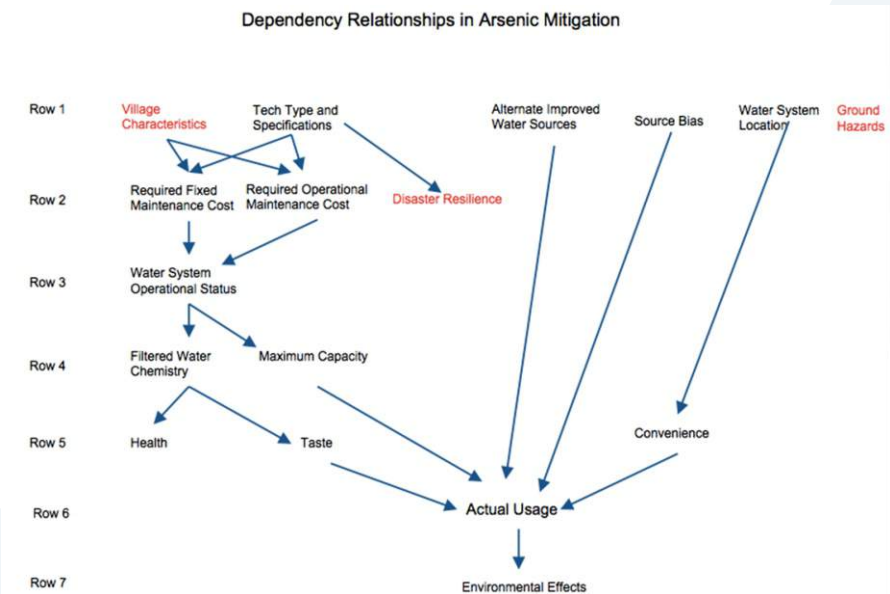 Dependency Relationships in Arsenic Mitigation
Row 1
Village
Characteristics
Tech Type and
Specifications
Alternate Improved
Water Sources
Source Bias
Water System
Location
Ground
Hazards
Row 2
Required Fixed
Maintenance Cost
Required Operational
Maintenance Cost
Disaster Resilience
Row 3
Water System
Operational Status
Row 4
Filtered Water
Chemistry
Maximum Capacity
Row 5
Health
Taste
Convenience
Row 6
Actual Usage
Row 7
Environmental Effects